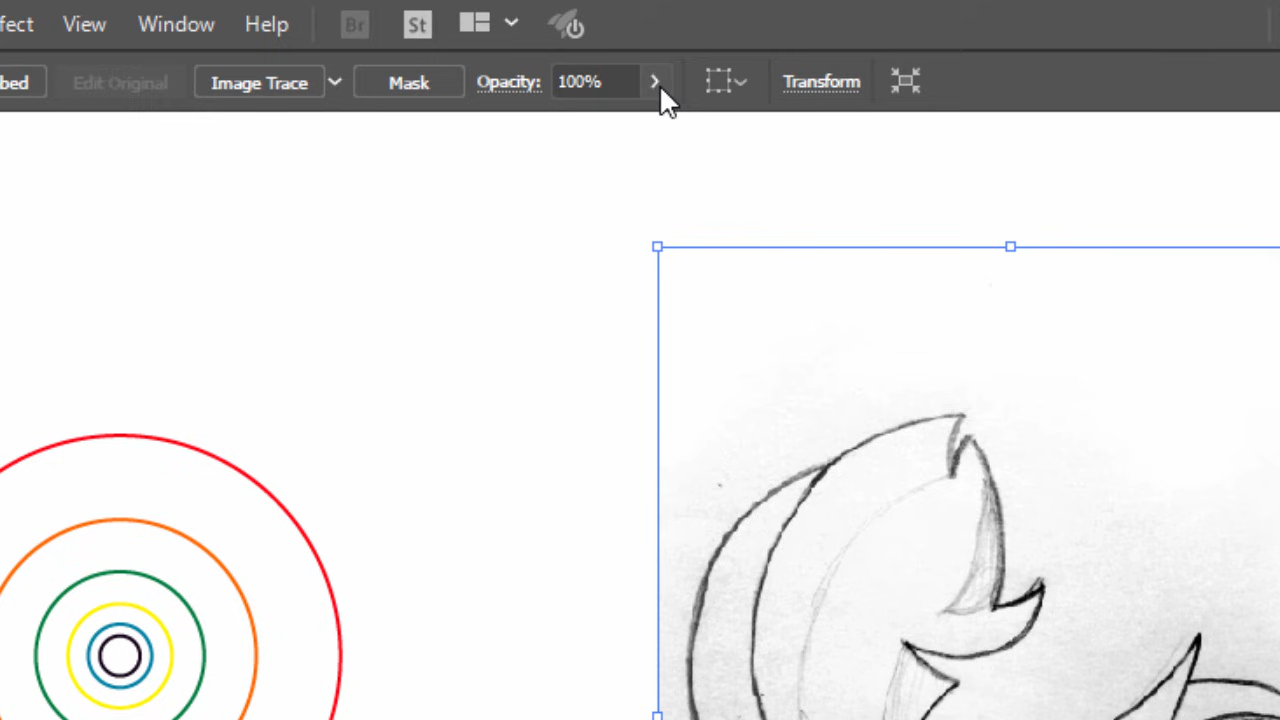 fect View Window Help Br St
bed Edit Original Image Trace Mask Opacity: 100% Transform